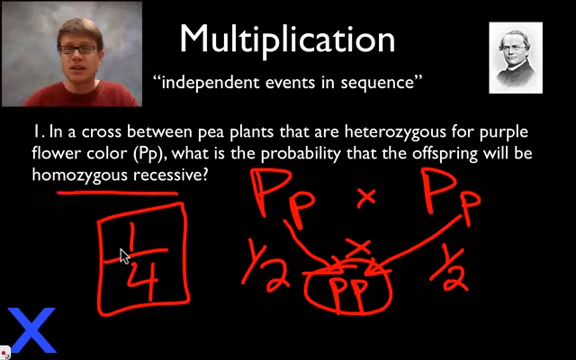 Multiplication
“independent events in sequence”
1. In a cross between pea plants that are heterozygous for purple
flower color (Pp), what is the probability that the offspring will be
homozygous recessive?
Pp x Pp
1/4
1/2 x 1/2
pp
X